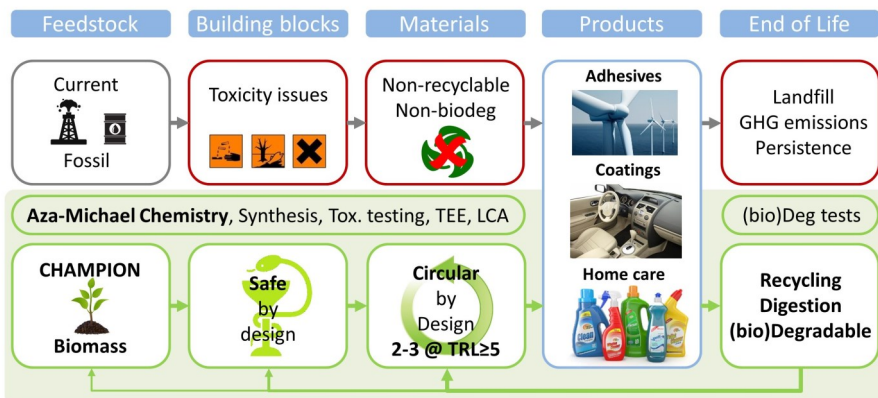 Feedstock
Building blocks
Materials
Products
End of Life
Current
Fossil
Toxicity issues
Non-recyclable
Non-biodeg
Adhesives
Coatings
Home care
Landfill
GHG emissions
Persistence
Aza-Michael Chemistry, Synthesis, Tox. testing, TEE, LCA
(bio)Deg tests
CHAMPION
Biomass
Safe
by
design
Circular
by
Design
2-3 @ TRL≥5
Recycling
Digestion
(bio)Degradable